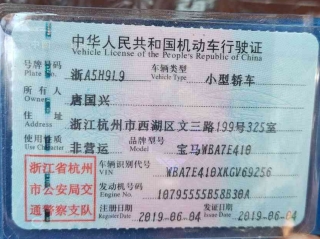 中华人民共和国机动车行驶证
Vehicle License of the People's Republic of China
号牌号码 浙A5H9L9 车辆类型 小型轿车
Plate No. Vehicle Type
所有人 唐国兴
Owner
住址 浙江杭州市西湖区文三路199号325室
Address
使用性质 非营运 品牌型号 宝马WBA7E410
Use Character
浙江省杭州
市公安局交
通警察支队
车辆识别代号 WBA7E410XKGV69256
VIN
发动机号码 10795555B58B30A
Engine No.
注册日期 2019-06-04 发证日期 2019-06-04
Register Date Issue Date